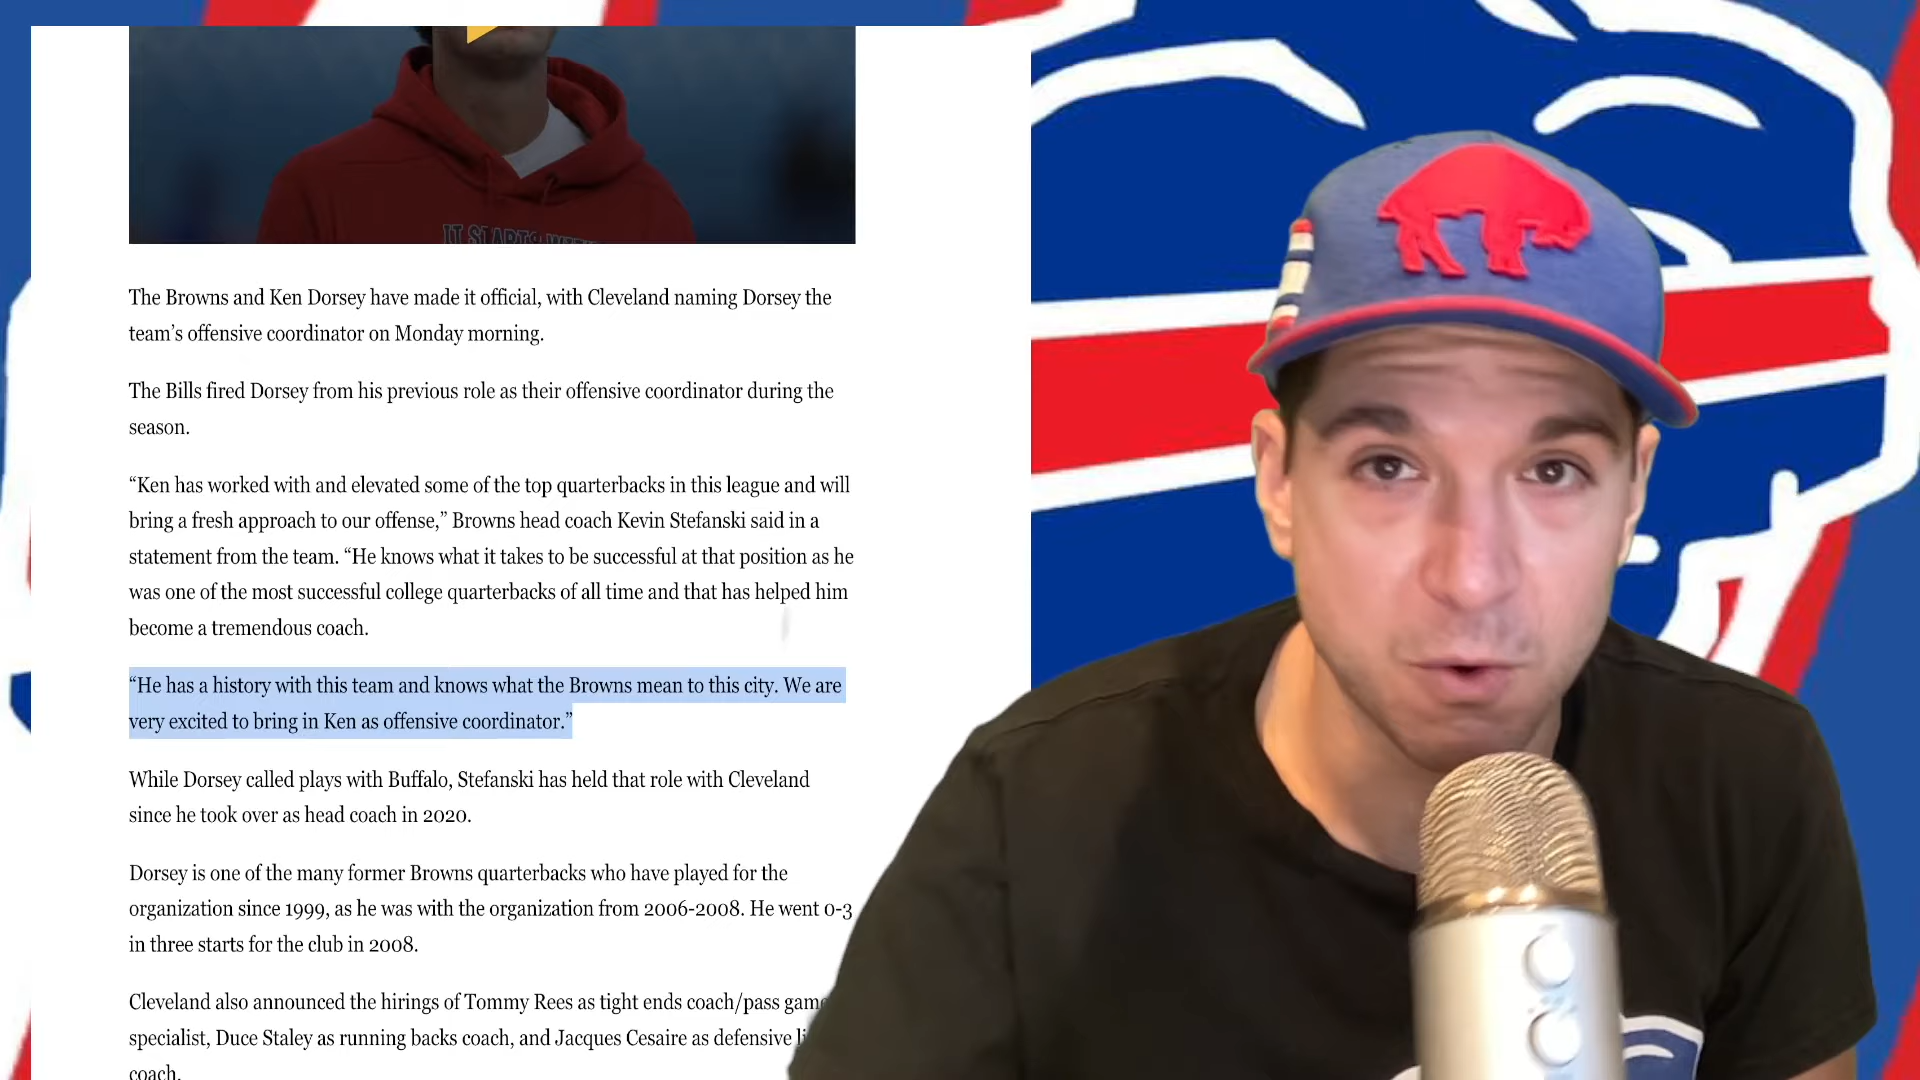 IT STARTS WITH
The Browns and Ken Dorsey have made it official, with Cleveland naming Dorsey the
team’s offensive coordinator on Monday morning.
The Bills fired Dorsey from his previous role as their offensive coordinator during the
season.
“Ken has worked with and elevated some of the top quarterbacks in this league and will
bring a fresh approach to our offense,” Browns head coach Kevin Stefanski said in a
statement from the team. “He knows what it takes to be successful at that position as he
was one of the most successful college quarterbacks of all time and that has helped him
become a tremendous coach.
“He has a history with this team and knows what the Browns mean to this city. We are
very excited to bring in Ken as offensive coordinator.”
While Dorsey called plays with Buffalo, Stefanski has held that role with Cleveland
since he took over as head coach in 2020.
Dorsey is one of the many former Browns quarterbacks who have played for the
organization since 1999, as he was with the organization from 2006-2008. He went 0-3
in three starts for the club in 2008.
Cleveland also announced the hirings of Tommy Rees as tight ends coach/pass game
specialist, Duce Staley as running backs coach, and Jacques Cesaire as defensive
coach.